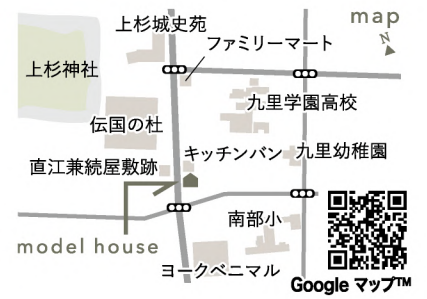 上杉城史苑
map
N
ファミリーマート
上杉神社
九里学園高校
伝国の杜
キッチンバン
九里幼稚園
直江兼続屋敷跡
南部小
model house
ヨークベニマル
Google マップ™